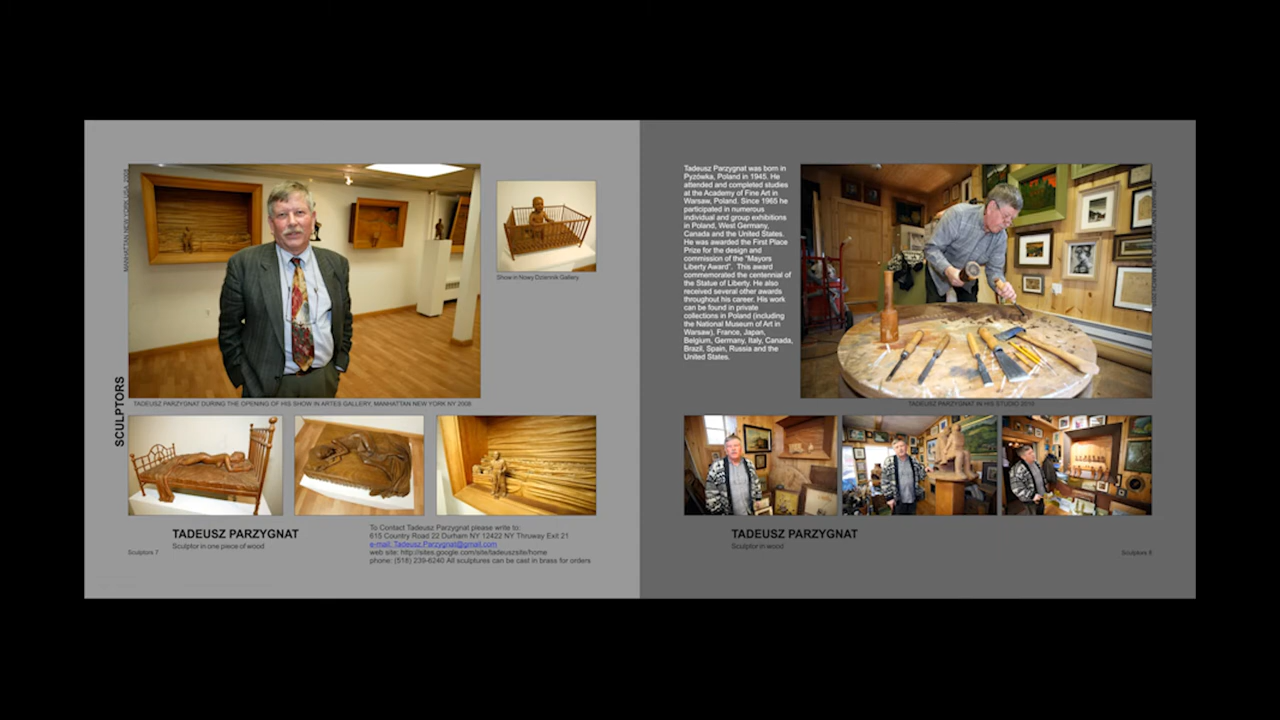 MANHATTAN NEW YORK USA 2008
SCULPTORS
TADEUSZ PARZYGNAT DURING THE OPENING OF HIS SHOW IN ARTES GALLERY, MANHATTAN NEW YORK NY 2008
Show in Nowy Dziennik Gallery
TADEUSZ PARZYGNAT
Sculptor in one piece of wood
Sculptors 7
To Contact Tadeusz Parzygnat please write to:
615 Country Road 22 Durham NY 12422 NY Thruway Exit 21
e-mail: Tadeusz.Parzygnat@gmail.com
web site: http://sites.google.com/site/tadeuszsite/home
phone: (518) 239-6240 All sculptures can be cast in brass for orders
Tadeusz Parzygnat was born in
Pyzówka, Poland in 1945. He
attended and completed studies
at the Academy of Fine Art in
Warsaw, Poland. Since 1965 he
participated in numerous
individual and group exhibitions
in Poland, West Germany,
Canada and the United States.
He was awarded the First Place
Prize for the design and
commission of the "Mayors
Liberty Award". This award
commemorated the centennial of
the Statue of Liberty. He also
received several other awards
throughout his career. His work
can be found in private
collections in Poland (including
the National Museum of Art in
Warsaw), France, Japan,
Belgium, Germany, Italy, Canada,
Brazil, Spain, Russia and the
United States.
TADEUSZ PARZYGNAT IN HIS STUDIO 2016
TADEUSZ PARZYGNAT
Sculptor in wood
Sculptors 8